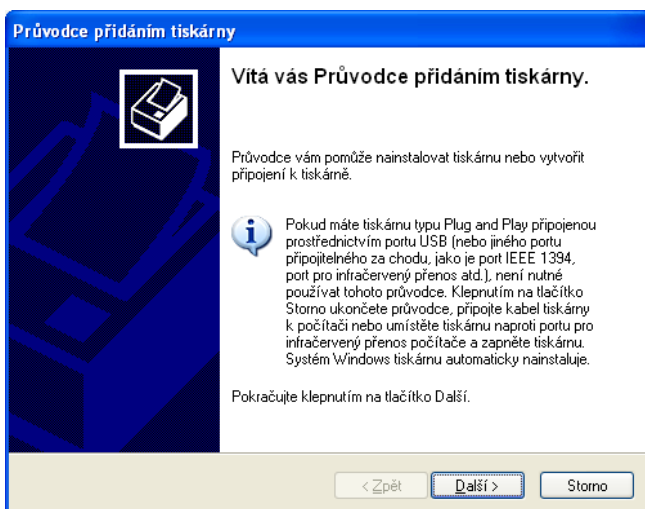 Průvodce přidáním tiskárny
Vítá vás Průvodce přidáním tiskárny.
Průvodce vám pomůže nainstalovat tiskárnu nebo vytvořit
připojení k tiskárně.
Pokud máte tiskárnu typu Plug and Play připojenou
prostřednictvím portu USB (nebo jiného portu
připojitelného za chodu, jako je port IEEE 1394,
port pro infračervený přenos atd.), není nutné
používat tohoto průvodce. Klepnutím na tlačítko
Storno ukončete průvodce, připojte kabel tiskárny
k počítači nebo umístěte tiskárnu naproti portu pro
infračervený přenos počítače a zapněte tiskárnu.
Systém Windows tiskárnu automaticky nainstaluje.
Pokračujte klepnutím na tlačítko Další.
< Zpět Další > Storno